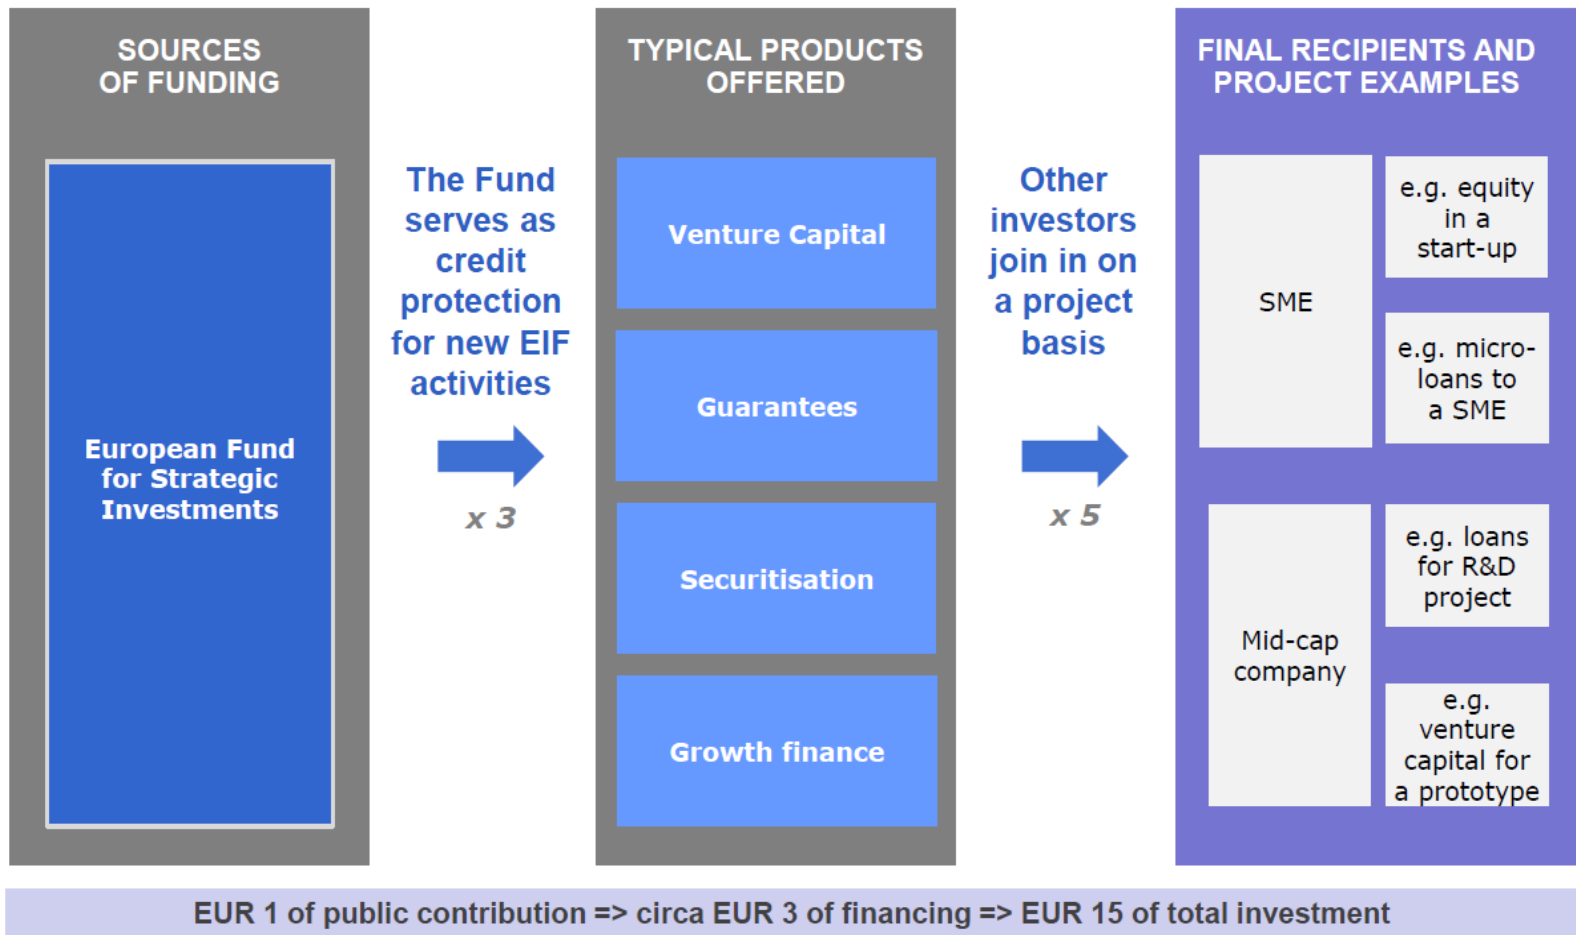 SOURCES
OF FUNDING
European Fund
for Strategic
Investments
The Fund
serves as
credit
protection
for new EIF
activities
x 3
TYPICAL PRODUCTS
OFFERED
Venture Capital
Guarantees
Securitisation
Growth finance
Other
investors
join in on
a project
basis
x 5
FINAL RECIPIENTS AND
PROJECT EXAMPLES
SME
e.g. equity
in a
start-up
e.g. micro-
loans to
a SME
Mid-cap
company
e.g. loans
for R&D
project
e.g.
venture
capital for
a prototype
EUR 1 of public contribution => circa EUR 3 of financing => EUR 15 of total investment